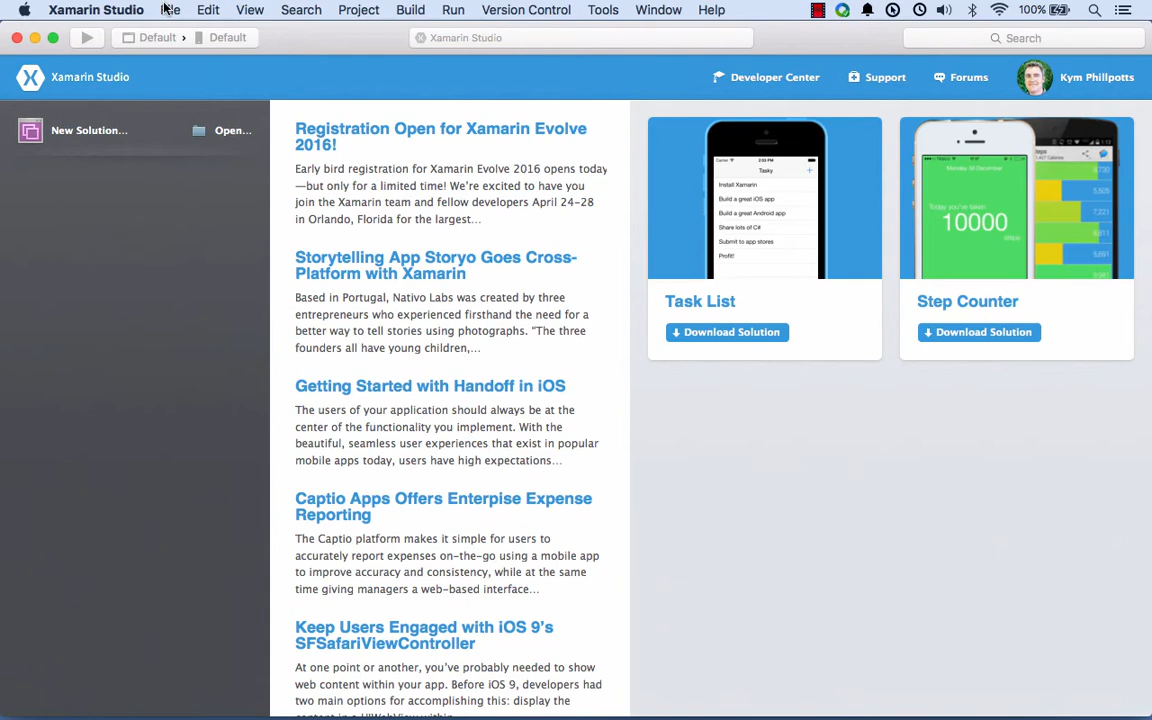 Xamarin Studio File Edit View Search Project Build Run Version Control Tools Window Help 100%
Default › Default Xamarin Studio Search
Xamarin Studio Developer Center Support Forums Kym Phillpotts
New Solution... Open...
Registration Open for Xamarin Evolve
2016!
Early bird registration for Xamarin Evolve 2016 opens today
—but only for a limited time! We're excited to have you
join the Xamarin team and fellow developers April 24-28
in Orlando, Florida for the largest...
Storytelling App Storyo Goes Cross-
Platform with Xamarin
Based in Portugal, Nativo Labs was created by three
entrepreneurs who experienced firsthand the need for a
better way to tell stories using photographs. "The three
founders all have young children,...
Getting Started with Handoff in iOS
The users of your application should always be at the
center of the functionality you implement. With the
beautiful, seamless user experiences that exist in popular
mobile apps today, users have high expectations...
Captio Apps Offers Enterpise Expense
Reporting
The Captio platform makes it simple for users to
accurately report expenses on-the-go using a mobile app
to improve accuracy and consistency, while at the same
time giving managers a web-based interface...
Keep Users Engaged with iOS 9's
SFSafariViewController
At one point or another, you've probably needed to show
web content within your app. Before iOS 9, developers had
two main options for accomplishing this: display the
Tasky
Install Xamarin
Build a great iOS app
Build a great Android app
Share lots of C#
Submit to app stores
Profit!
Task List
Download Solution
Monday 30 December
Today you've taken
10000
steps
Step Counter
Download Solution